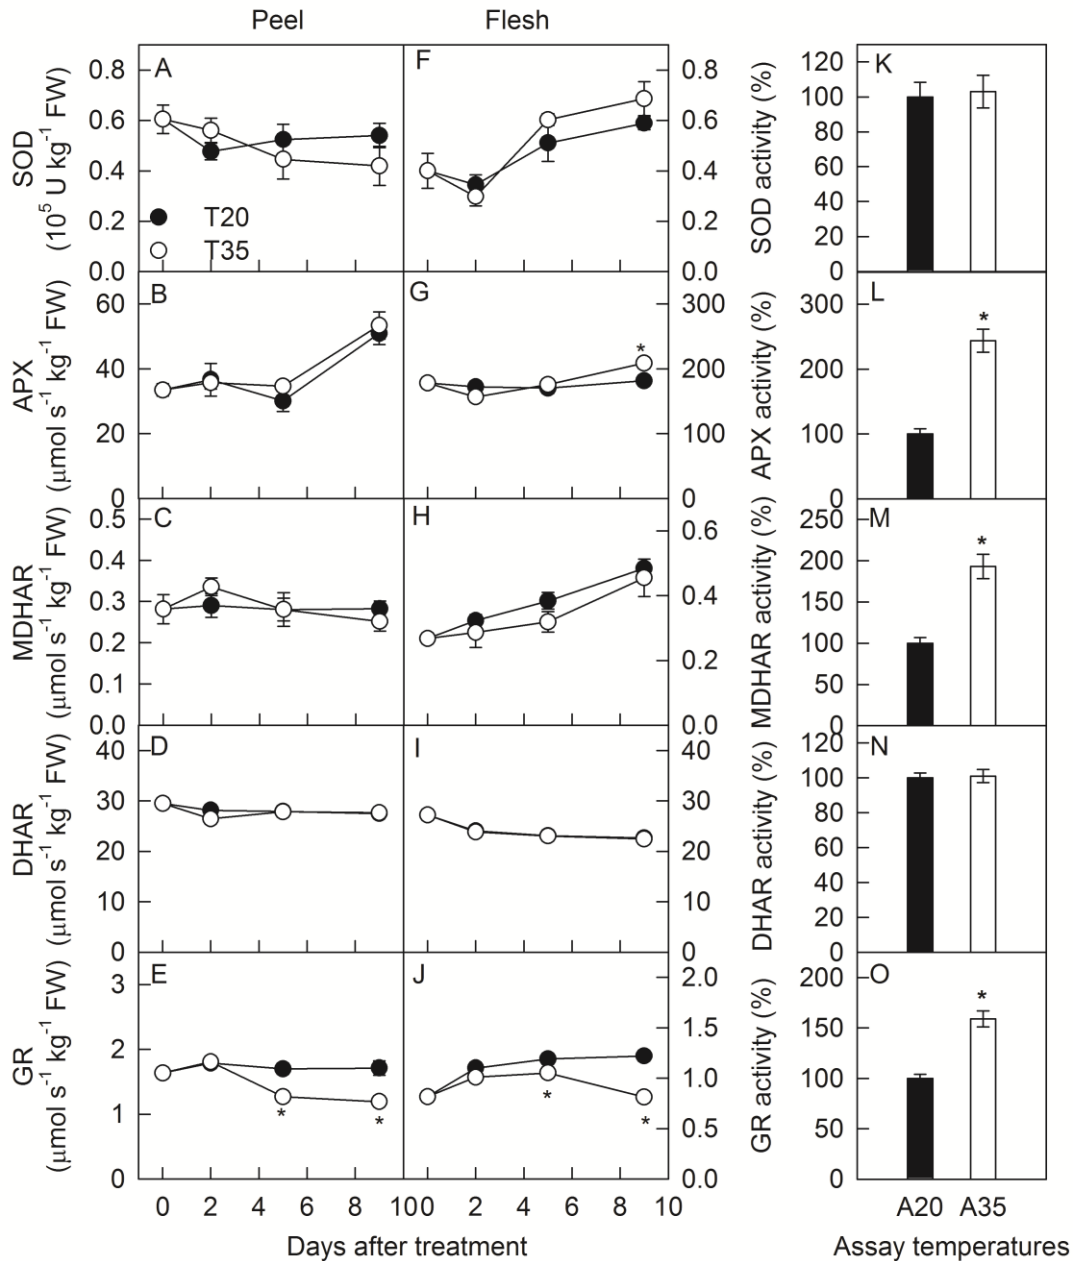 Peel Flesh
A
F
K
SOD
(10⁵ U kg⁻¹ FW)
0.8
0.6
0.4
0.2
0.0
T20
T35
0.8
0.6
0.4
0.2
0.0
SOD activity (%)
120
100
80
60
40
20
0
B
G
L
APX
(μmol s⁻¹ kg⁻¹ FW)
60
40
20
0
*
300
200
100
0
APX activity (%)
300
200
100
0
*
C
H
M
MDHAR
(μmol s⁻¹ kg⁻¹ FW)
0.5
0.4
0.3
0.2
0.1
0.0
0.6
0.4
0.2
0.0
MDHAR activity (%)
250
200
150
100
50
0
*
D
I
N
DHAR
(μmol s⁻¹ kg⁻¹ FW)
40
30
20
10
0
40
30
20
10
0
DHAR activity (%)
120
100
80
60
40
20
0
E
J
O
GR
(μmol s⁻¹ kg⁻¹ FW)
3
2
1
0
* *
* *
2.0
1.5
1.0
0.5
0.0
GR activity (%)
200
150
100
50
0
*
0 2 4 6 8 10 0 2 4 6 8 10
A20 A35
Days after treatment
Assay temperatures